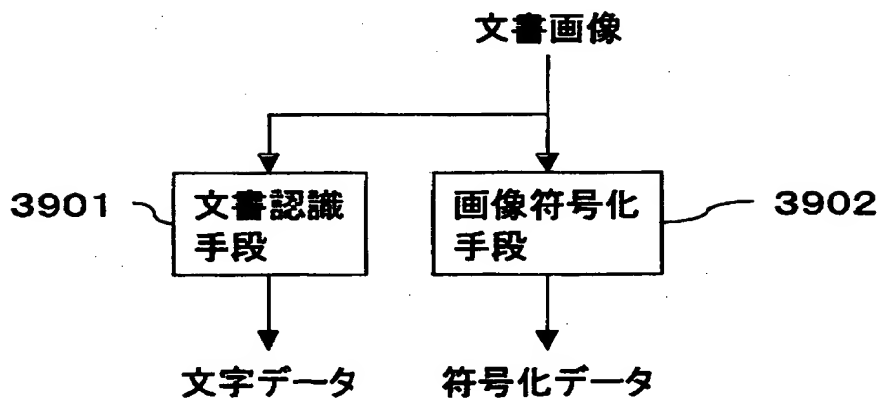 文書画像
3901
文書認識
手段
画像符号化
手段
3902
文字データ
符号化データ